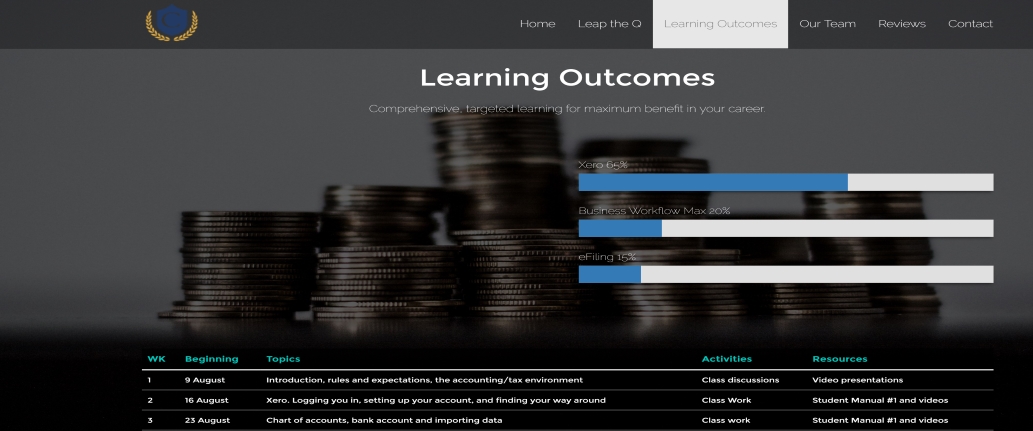 Home Leap the Q Learning Outcomes Our Team Reviews Contact
Learning Outcomes
Comprehensive, targeted learning for maximum benefit in your career.
Xero 65%
Business Workflow Max 20%
eFiling 15%
WK Beginning Topics Activities Resources
1 9 August Introduction, rules and expectations, the accounting/tax environment Class discussions Video presentations
2 16 August Xero. Logging you in, setting up your account, and finding your way around Class Work Student Manual #1 and videos
3 23 August Chart of accounts, bank account and importing data Class work Student Manual #1 and videos